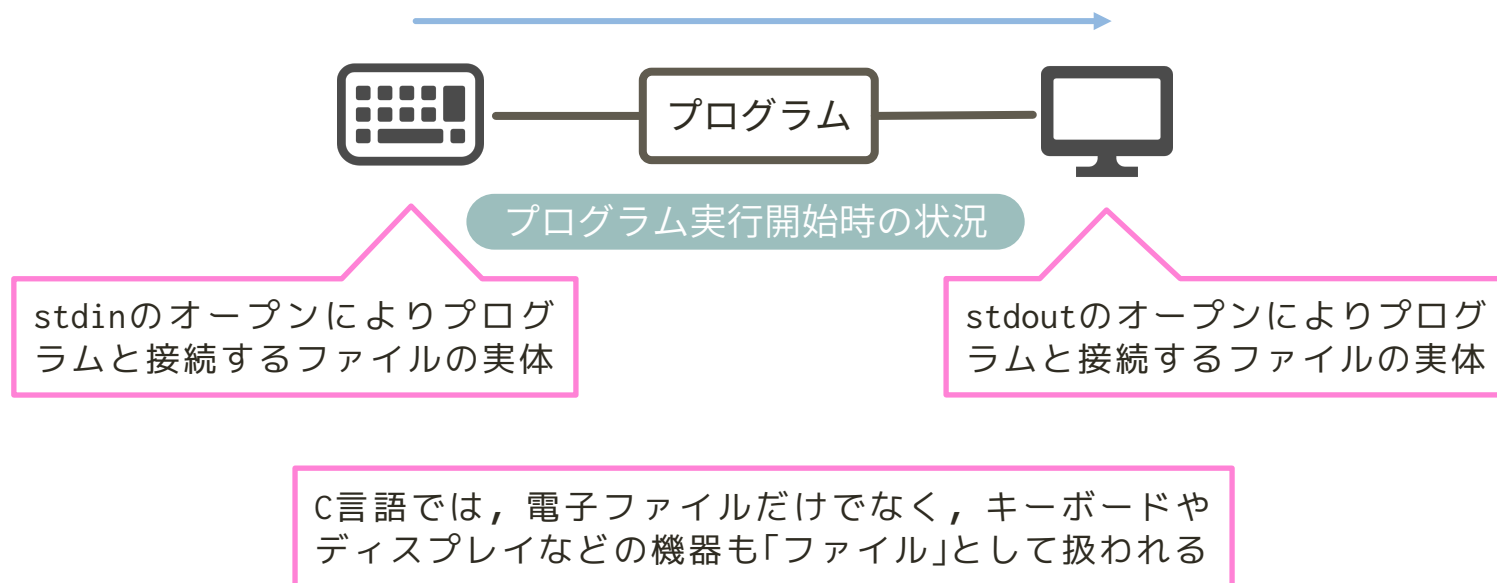 プログラム
プログラム実行開始時の状況
stdinのオープンによりプログ
ラムと接続するファイルの実体
stdoutのオープンによりプログ
ラムと接続するファイルの実体
C言語では,電子ファイルだけでなく,キーボードや
ディスプレイなどの機器も「ファイル」として扱われる